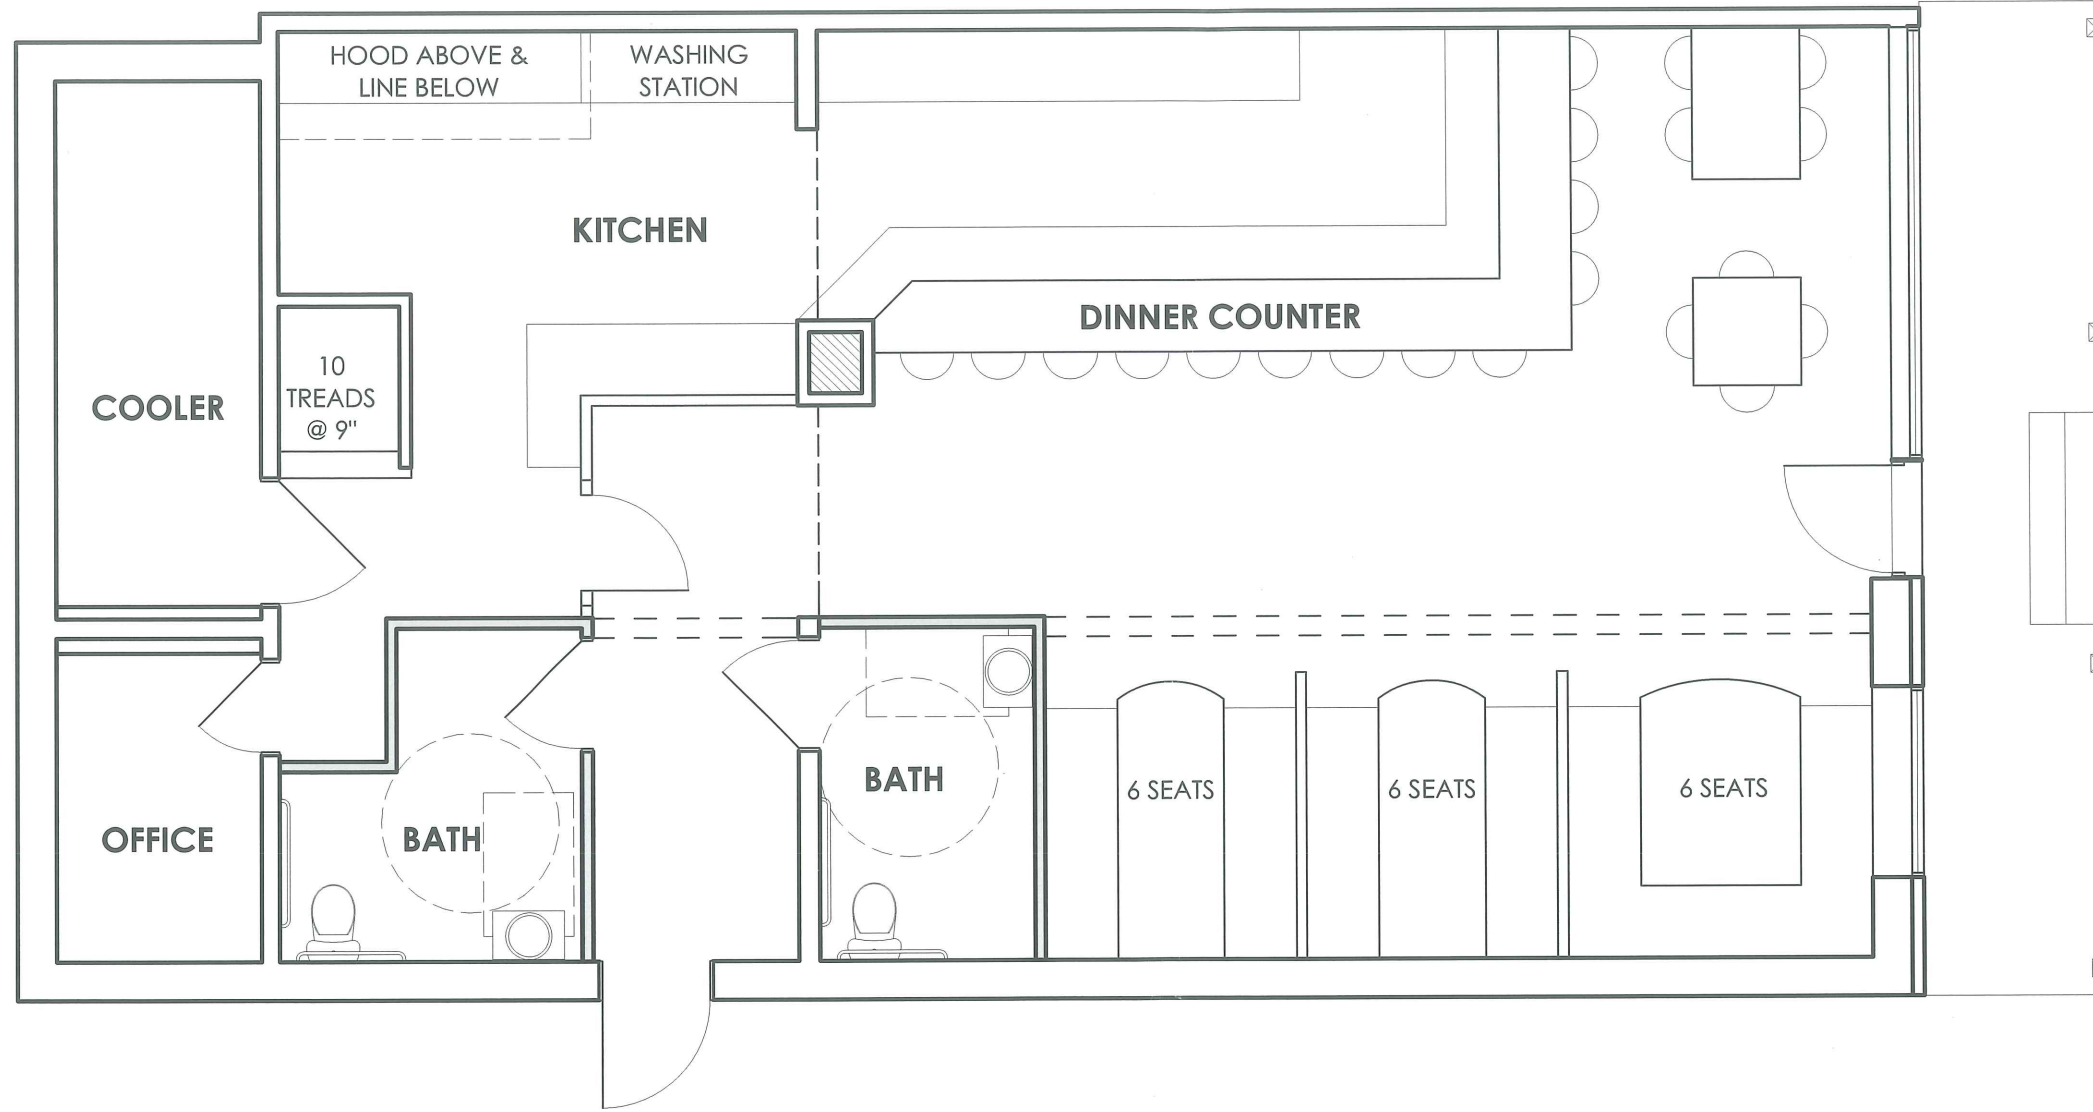 HOOD ABOVE &
LINE BELOW
WASHING
STATION
KITCHEN
DINNER COUNTER
10
TREADS
@ 9"
COOLER
OFFICE
BATH
BATH
6 SEATS
6 SEATS
6 SEATS